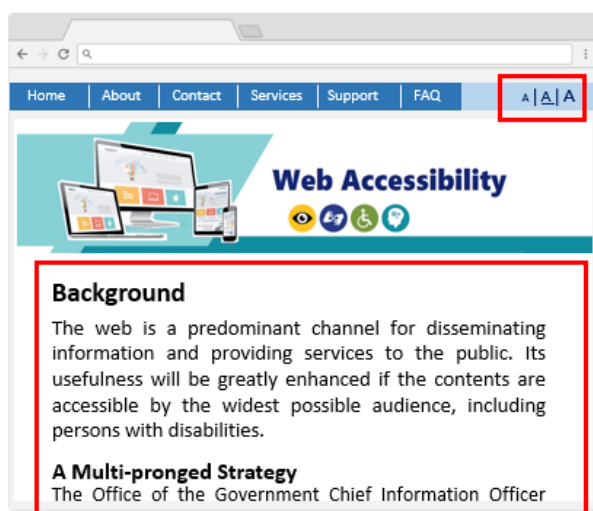 Home About Contact Services Support FAQ A A A
Web Accessibility
Background
The web is a predominant channel for disseminating
information and providing services to the public. Its
usefulness will be greatly enhanced if the contents are
accessible by the widest possible audience, including
persons with disabilities.
A Multi-pronged Strategy
The Office of the Government Chief Information Officer